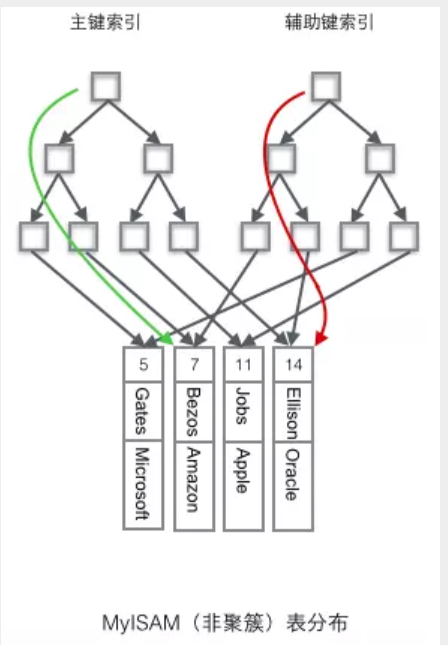 主键索引
辅助键索引
5
7
11
14
Gates
Bezos
Jobs
Ellison
Microsoft
Amazon
Apple
Oracle
MyISAM（非聚簇）表分布